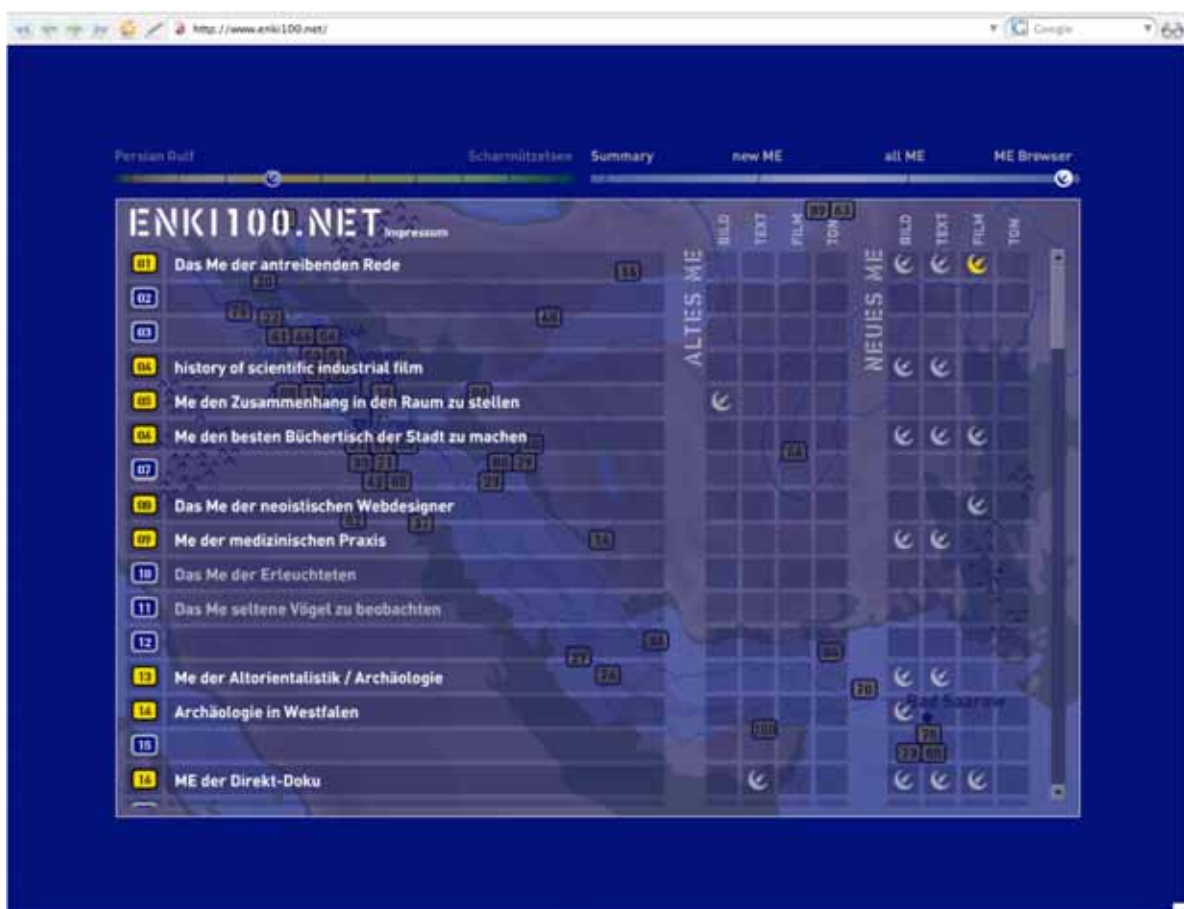 http://www.enki100.net/
Google
Persian Gulf Scharmützelsee Summary new ME all ME ME Browser
ENKI100.NET Impressum
ALTES ME BILD TEXT FILM TON NEUES ME BILD TEXT FILM TON
01 Das Me der antreibenden Rede
02
03
04 history of scientific industrial film
05 Me den Zusammenhang in den Raum zu stellen
06 Me den besten Büchertisch der Stadt zu machen
07
08 Das Me der neoistischen Webdesigner
09 Me der medizinischen Praxis
10 Das Me der Erleuchteten
11 Das Me seltene Vögel zu beobachten
12
13 Me der Altorientalistik / Archäologie
14 Archäologie in Westfalen
Bad Saarow
15
16 ME der Direkt-Doku